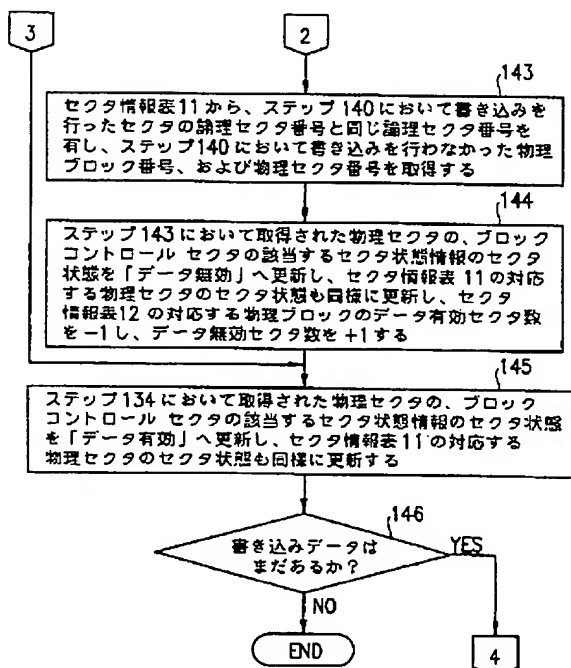 3
2
143
セクタ情報表11から、ステップ140において書き込みを
行ったセクタの論理セクタ番号と同じ論理セクタ番号を
有し、ステップ140において書き込みを行わなかった物理
ブロック番号、および物理セクタ番号を取得する
144
ステップ143において取得された物理セクタの、ブロック
コントロール セクタの該当するセクタ状態情報のセクタ
状態を「データ無効」へ更新し、セクタ情報表11の対応
する物理セクタのセクタ状態も同様に更新し、セクタ
情報表12の対応する物理ブロックのデータ有効セクタ数
を-1し、データ無効セクタ数を+1する
145
ステップ134において取得された物理セクタの、ブロック
コントロール セクタの該当するセクタ状態情報のセクタ状態
を「データ有効」へ更新し、セクタ情報表11の対応する
物理セクタのセクタ状態も同様に更新する
146
書き込みデータは
まだあるか?
YES
NO
END
4